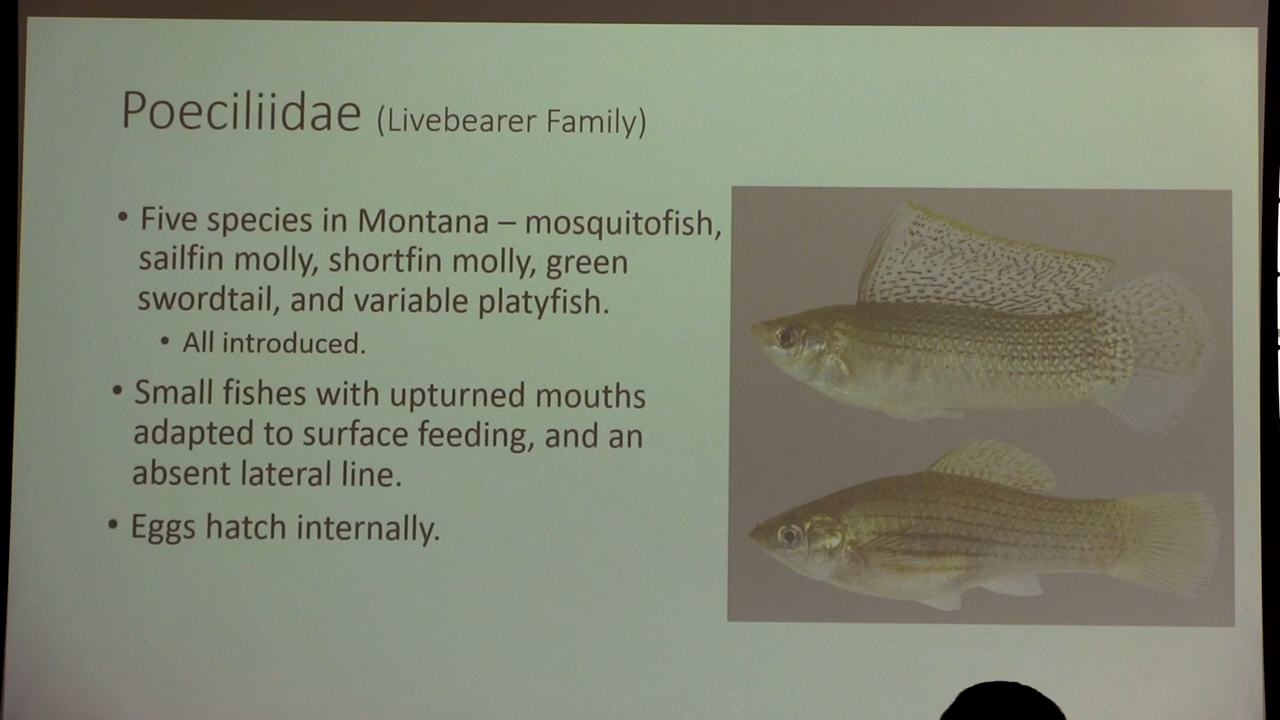 Poeciliidae (Livebearer Family)
• Five species in Montana – mosquitofish,
sailfin molly, shortfin molly, green
swordtail, and variable platyfish.
• All introduced.
• Small fishes with upturned mouths
adapted to surface feeding, and an
absent lateral line.
• Eggs hatch internally.